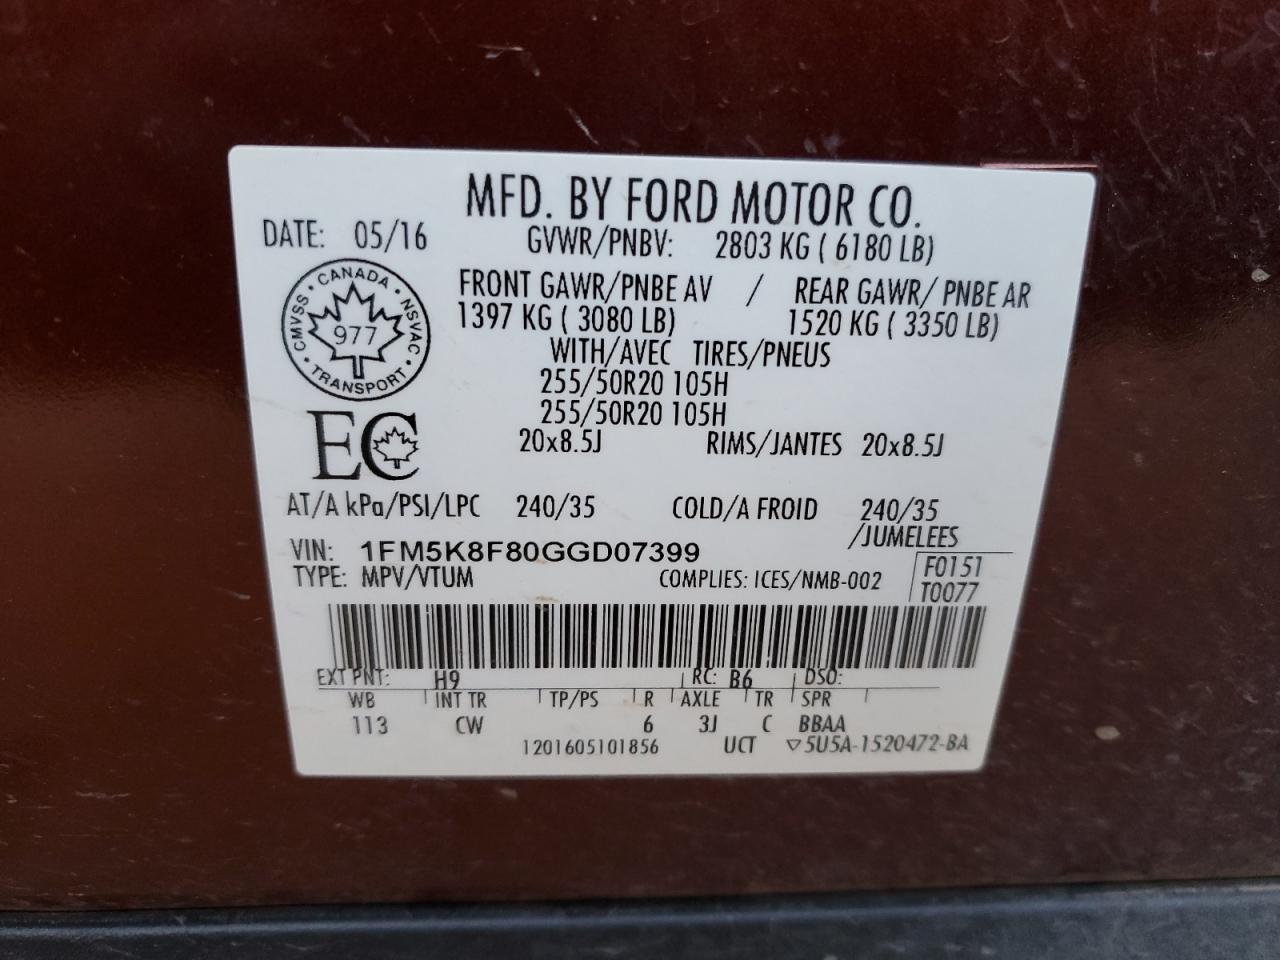 MFD. BY FORD MOTOR CO.
DATE: 05/16 GVWR/PNBV: 2803 KG ( 6180 LB)
FRONT GAWR/PNBE AV / REAR GAWR/ PNBE AR
1397 KG ( 3080 LB) 1520 KG ( 3350 LB)
WITH/AVEC TIRES/PNEUS
255/50R20 105H
255/50R20 105H
20x8.5J RIMS/JANTES 20x8.5J
CANADA
CMVSS NSVAC
977
TRANSPORT
EC
AT/A kPa/PSI/LPC 240/35 COLD/A FROID 240/35
/JUMELEES
VIN: 1FM5K8F80GGD07399
TYPE: MPV/VTUM COMPLIES: ICES/NMB-002
F0151
T0077
EXT PNT: H9 RC: B6 DSO:
WB INT TR TP/PS R AXLE TR SPR
113 CW 6 3J C BBAA
1201605101856 UCT ▽5U5A-1520472-BA